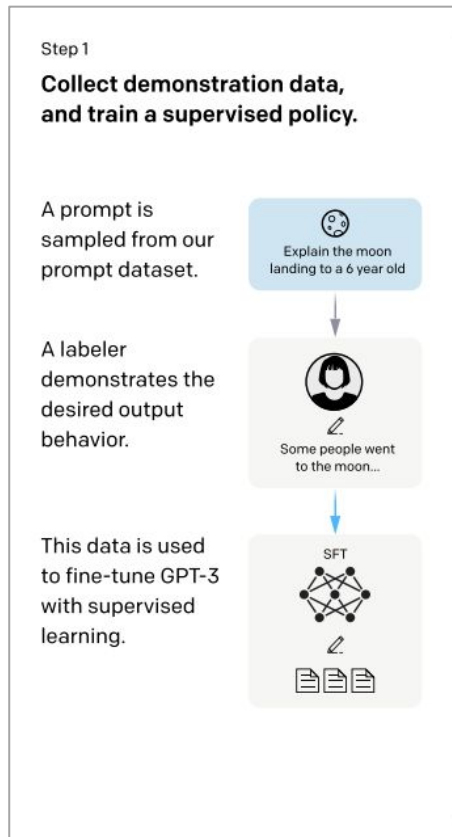 Step 1
Collect demonstration data,
and train a supervised policy.
A prompt is
sampled from our
prompt dataset.
Explain the moon
landing to a 6 year old
A labeler
demonstrates the
desired output
behavior.
Some people went
to the moon...
This data is used
to fine-tune GPT-3
with supervised
learning.
SFT